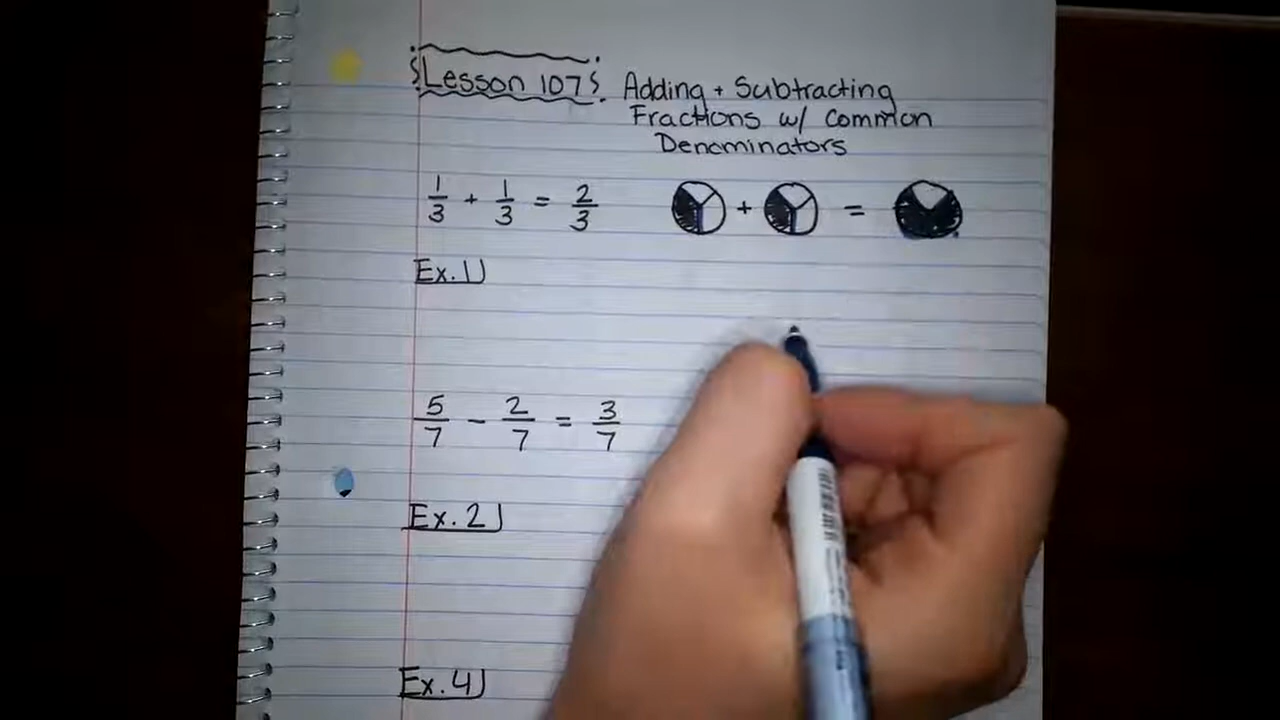 Lesson 107 Adding + Subtracting
Fractions w/ Common
Denominators
1/3 + 1/3 = 2/3 + =
Ex. 1
5/7 - 2/7 = 3/7
Ex. 2
Ex. 4